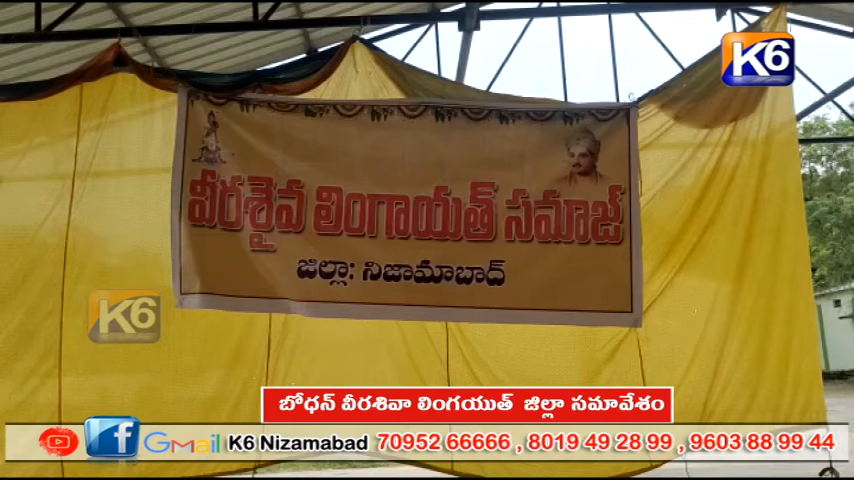 K6
వీరశైవ లింగాయత్ సమాజ్
జిల్లా: నిజామాబాద్
K6
బోధన్ వీరశివా లింగయుత్ జిల్లా సమావేశం
f Gmail K6 Nizamabad 70952 66666 , 8019 49 28 99 , 9603 88 99 44